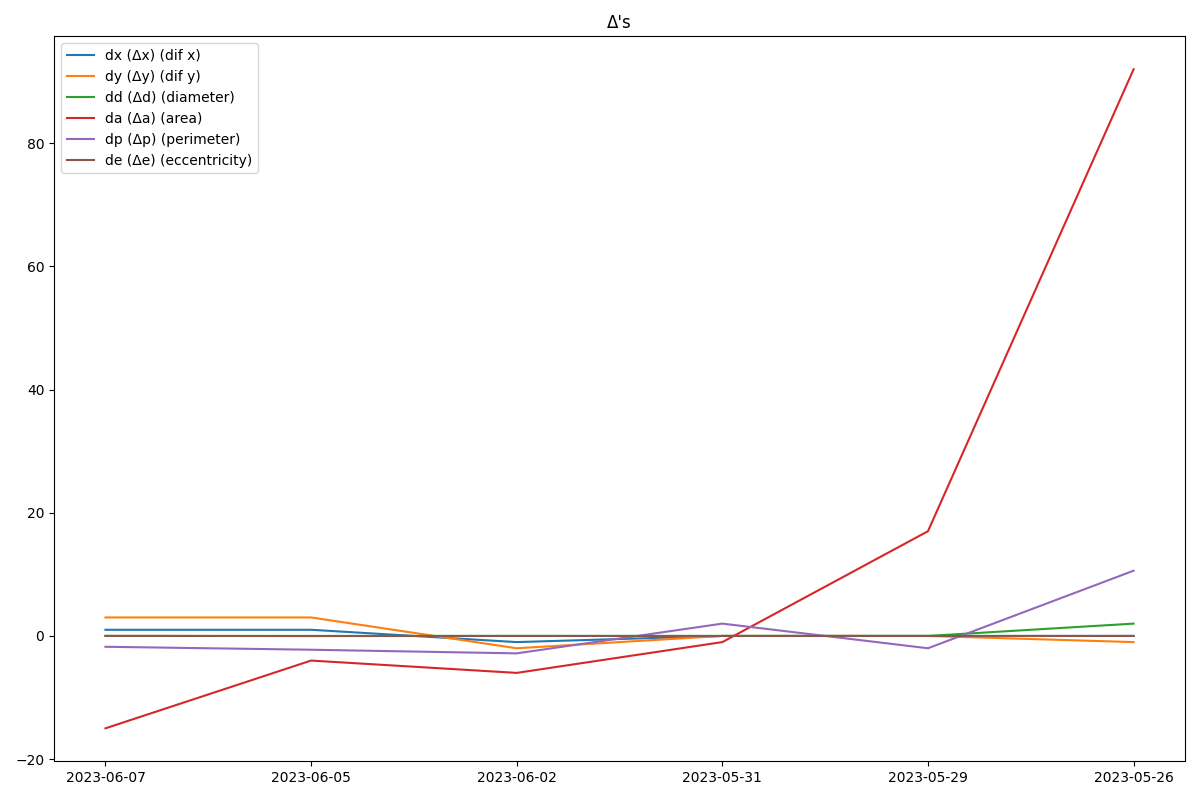 Δ's
dx (Δx) (dif x)
dy (Δy) (dif y)
dd (Δd) (diameter)
da (Δa) (area)
dp (Δp) (perimeter)
de (Δe) (eccentricity)
80
60
40
20
0
−20
2023-06-07 2023-06-05 2023-06-02 2023-05-31 2023-05-29 2023-05-26